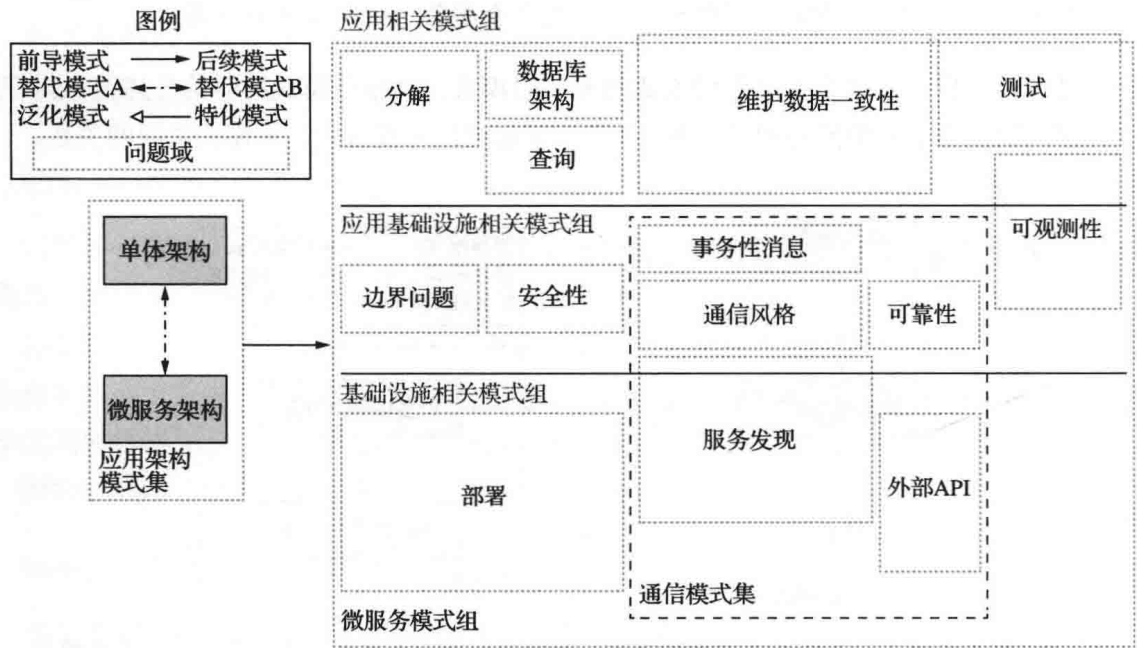 图例
前导模式 后续模式
替代模式A 替代模式B
泛化模式 特化模式
问题域
单体架构
微服务架构
应用架构
模式集
应用相关模式组
分解
数据库
架构
查询
维护数据一致性
测试
应用基础设施相关模式组
可观测性
边界问题
安全性
事务性消息
通信风格
可靠性
基础设施相关模式组
部署
服务发现
外部API
通信模式集
微服务模式组